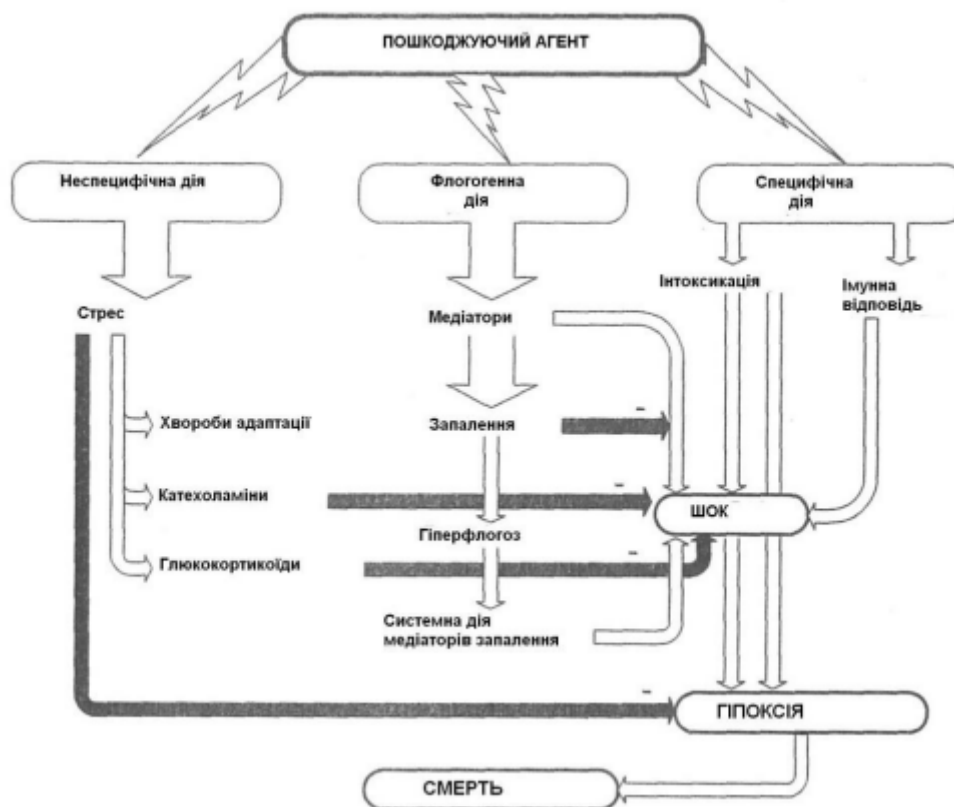 ПОШКОДЖУЮЧИЙ АГЕНТ
Неспецифічна дія
Флогогенна
дія
Специфічна
дія
Інтоксикація
Імунна
відповідь
Стрес
Медіатори
Хвороби адаптації
Запалення
–
Катехоламіни
–
ШОК
Гіперфлогоз
Глюкокортикоїди
–
Системна дія
медіаторів запалення
–
ГІПОКСІЯ
СМЕРТЬ